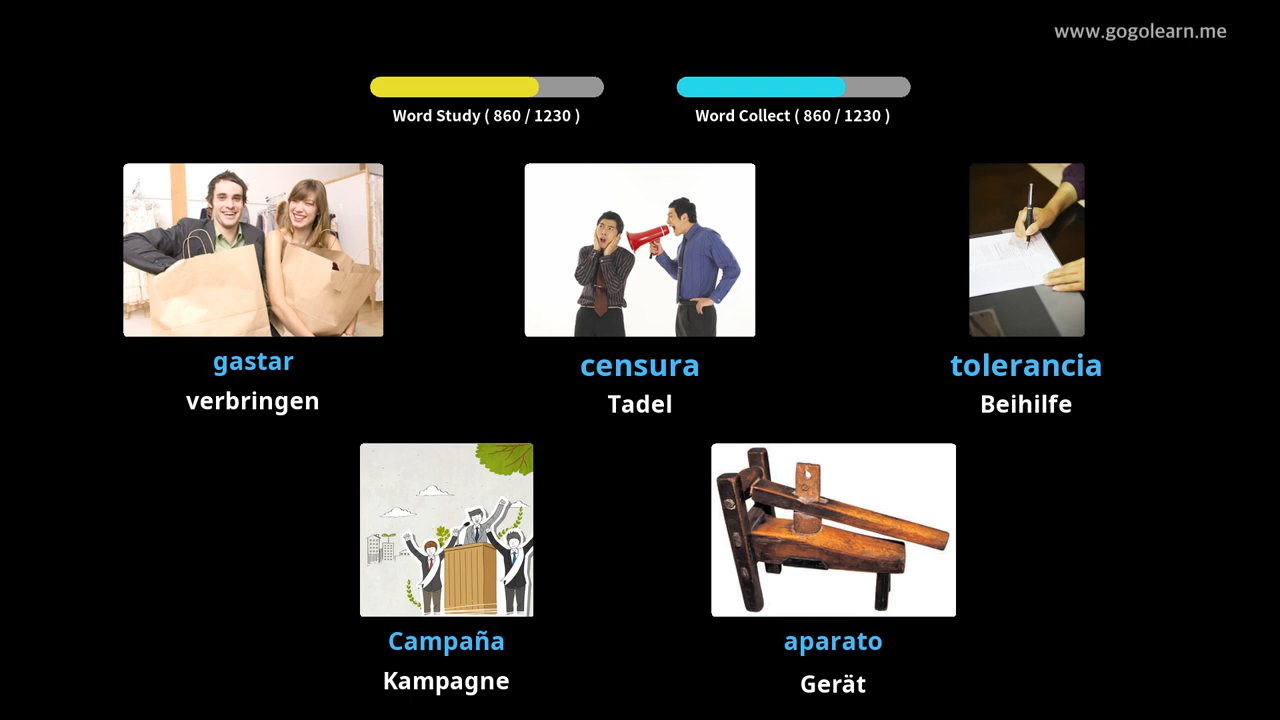 www.gogolearn.me
Word Study ( 860 / 1230 )
Word Collect ( 860 / 1230 )
gastar
verbringen
censura
Tadel
tolerancia
Beihilfe
Campaña
Kampagne
aparato
Gerät